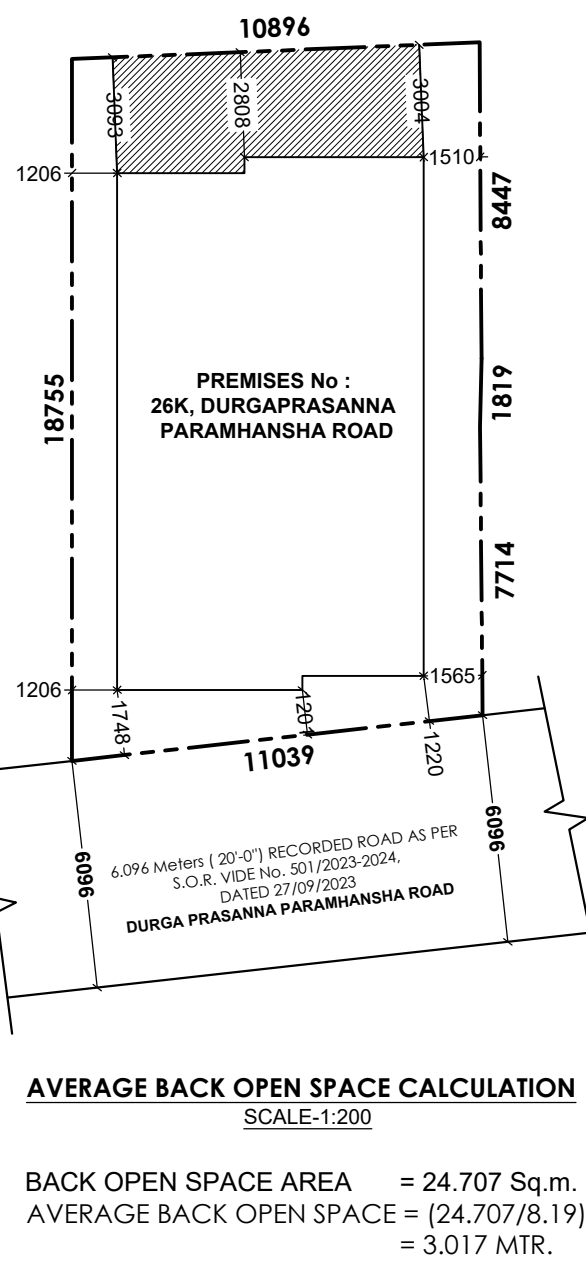 10896
3093
2808
3004
1206
1510
8447
PREMISES No :
26K, DURGAPRASANNA
PARAMHANSHA ROAD
18755
1819
7714
1206
1565
1748
1220
11039
6096
6096
6.096 Meters ( 20'-0") RECORDED ROAD AS PER
S.O.R. VIDE No. 501/2023-2024,
DATED 27/09/2023
DURGA PRASANNA PARAMHANSHA ROAD
AVERAGE BACK OPEN SPACE CALCULATION
SCALE-1:200
BACK OPEN SPACE AREA = 24.707 Sq.m.
AVERAGE BACK OPEN SPACE = (24.707/8.19)
= 3.017 MTR.